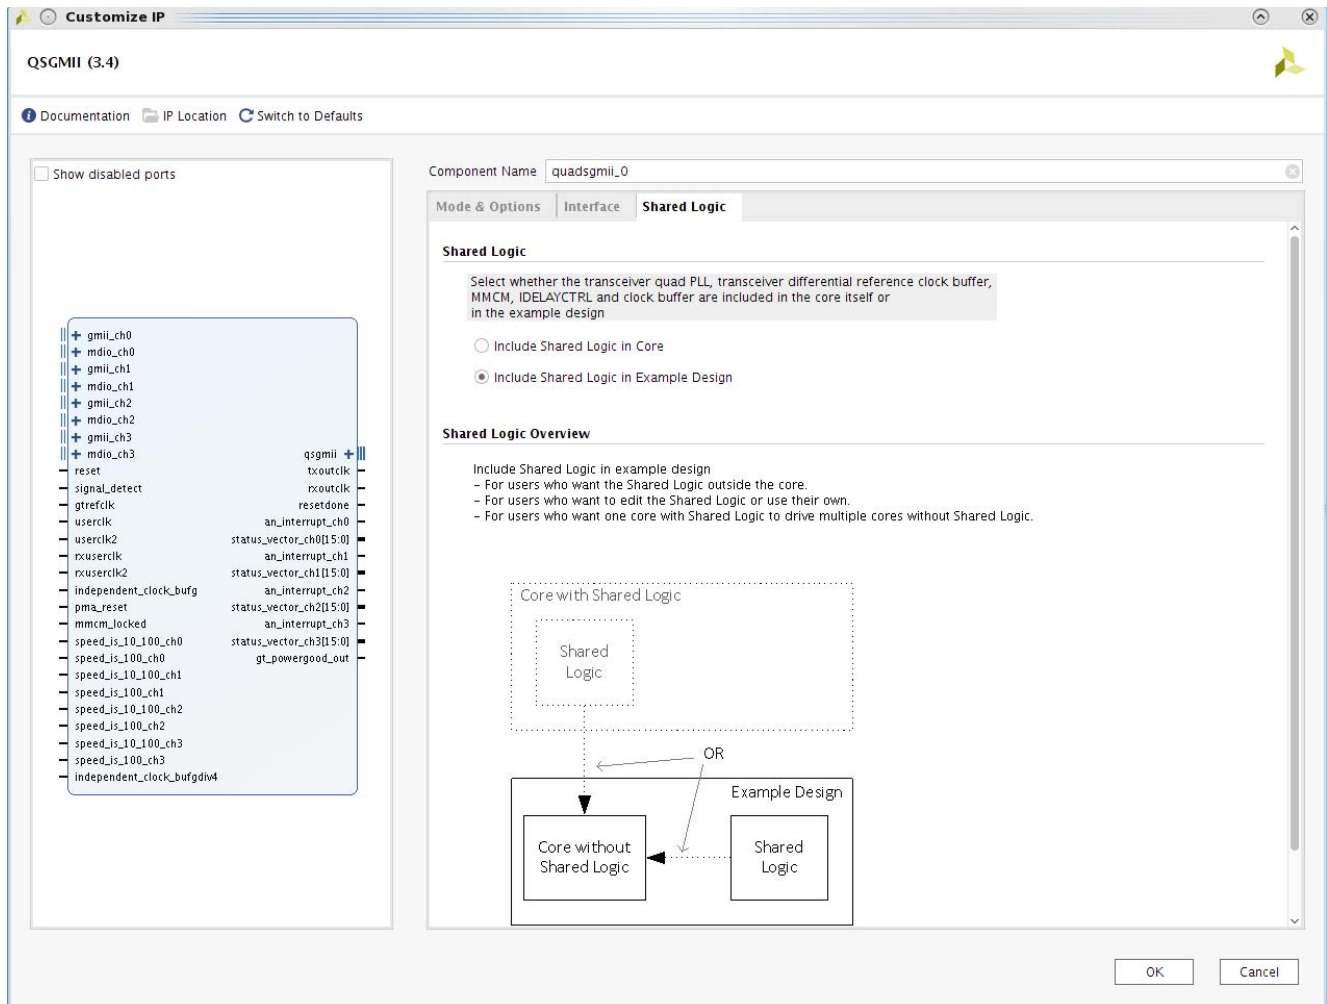 Customize IP
QSGMII (3.4)
Documentation IP Location Switch to Defaults
Show disabled ports
gmii_ch0
mdio_ch0
gmii_ch1
mdio_ch1
gmii_ch2
mdio_ch2
gmii_ch3
mdio_ch3
reset
signal_detect
gtrefclk
userclk
userclk2
rxuserclk
rxuserclk2
independent_clock_bufg
pma_reset
mmcm_locked
speed_is_10_100_ch0
speed_is_100_ch0
speed_is_10_100_ch1
speed_is_100_ch1
speed_is_10_100_ch2
speed_is_100_ch2
speed_is_10_100_ch3
speed_is_100_ch3
independent_clock_bufgdiv4
qsgmii
txoutclk
rxoutclk
resetdone
an_interrupt_ch0
status_vector_ch0[15:0]
an_interrupt_ch1
status_vector_ch1[15:0]
an_interrupt_ch2
status_vector_ch2[15:0]
an_interrupt_ch3
status_vector_ch3[15:0]
gt_powergood_out
Component Name quadsgmii_0
Mode & Options Interface Shared Logic
Shared Logic
Select whether the transceiver quad PLL, transceiver differential reference clock buffer,
MMCM, IDELAYCTRL and clock buffer are included in the core itself or
in the example design
Include Shared Logic in Core
Include Shared Logic in Example Design
Shared Logic Overview
Include Shared Logic in example design
- For users who want the Shared Logic outside the core.
- For users who want to edit the Shared Logic or use their own.
- For users who want one core with Shared Logic to drive multiple cores without Shared Logic.
Core with Shared Logic
Shared
Logic
OR
Example Design
Core without
Shared Logic
Shared
Logic
OK Cancel